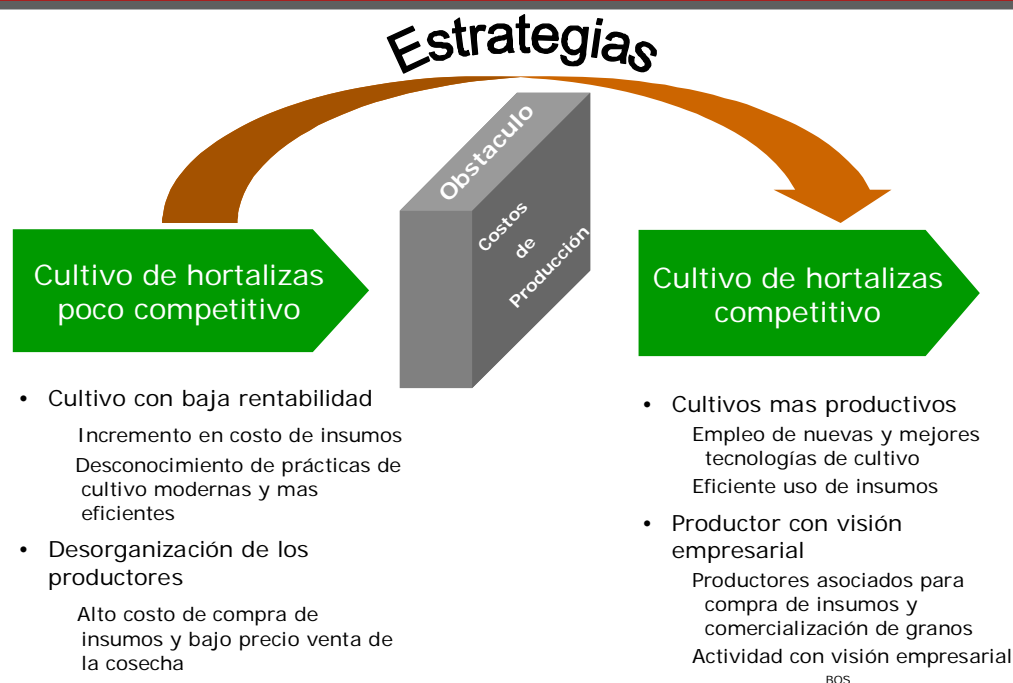 Estrategias
Obstaculo
Costos
de
Producción
Cultivo de hortalizas
poco competitivo
• Cultivo con baja rentabilidad
Incremento en costo de insumos
Desconocimiento de prácticas de
cultivo modernas y mas
eficientes
• Desorganización de los
productores
Alto costo de compra de
insumos y bajo precio venta de
la cosecha
Cultivo de hortalizas
competitivo
• Cultivos mas productivos
Empleo de nuevas y mejores
tecnologías de cultivo
Eficiente uso de insumos
• Productor con visión
empresarial
Productores asociados para
compra de insumos y
comercialización de granos
Actividad con visión empresarial
BOS